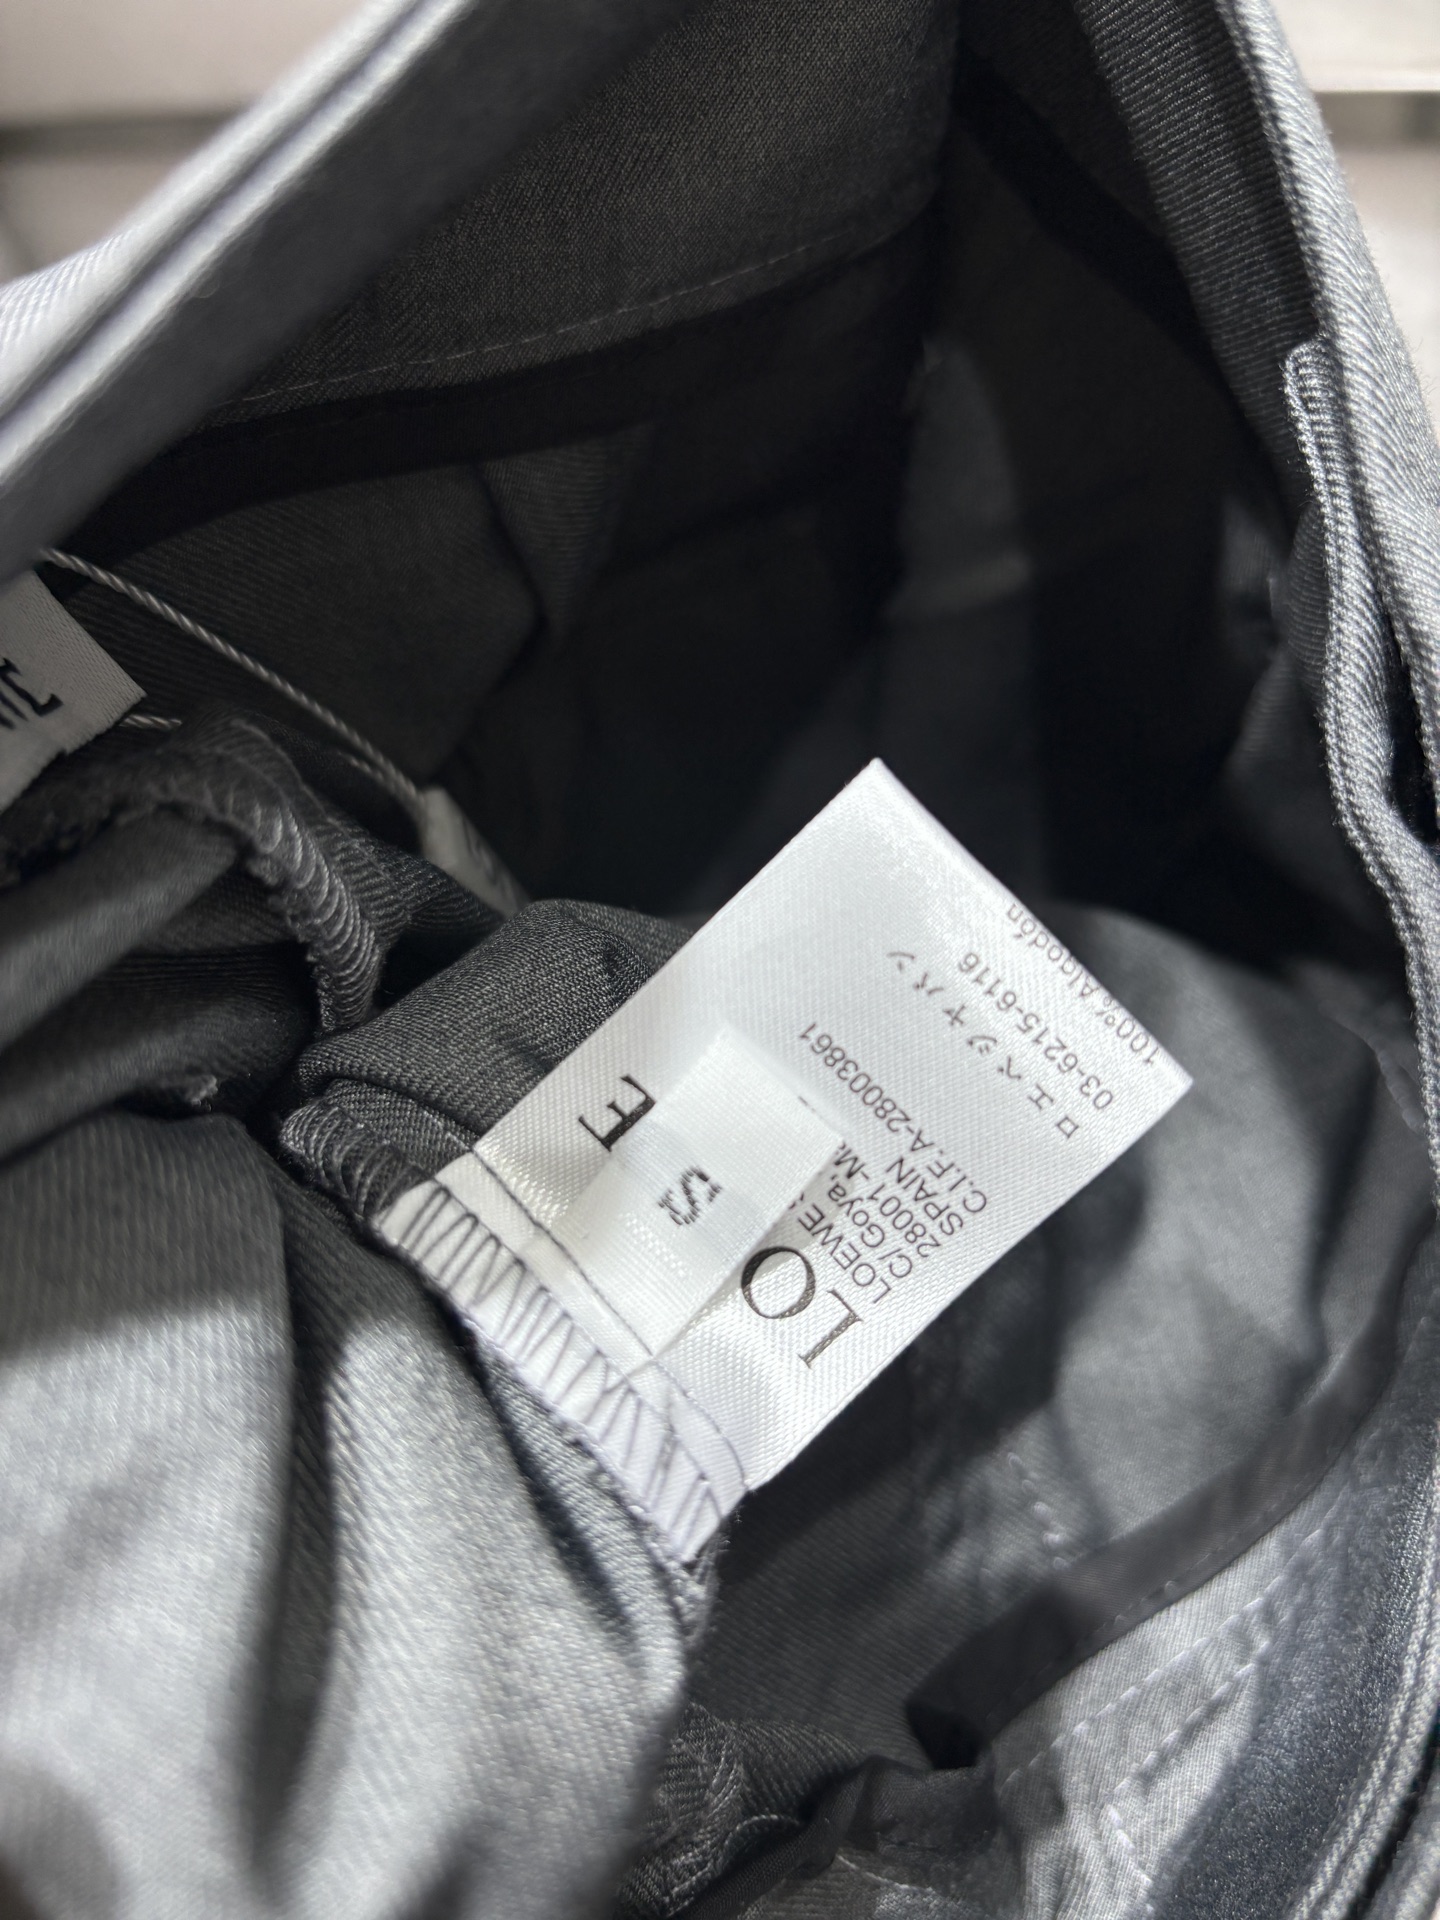 LO
E
S
LOEWE
C/Goya,
28001-M.
SPAIN
C.I.F.A-28003861
ロエベジャパン
03-6215-6116
100% Algodón